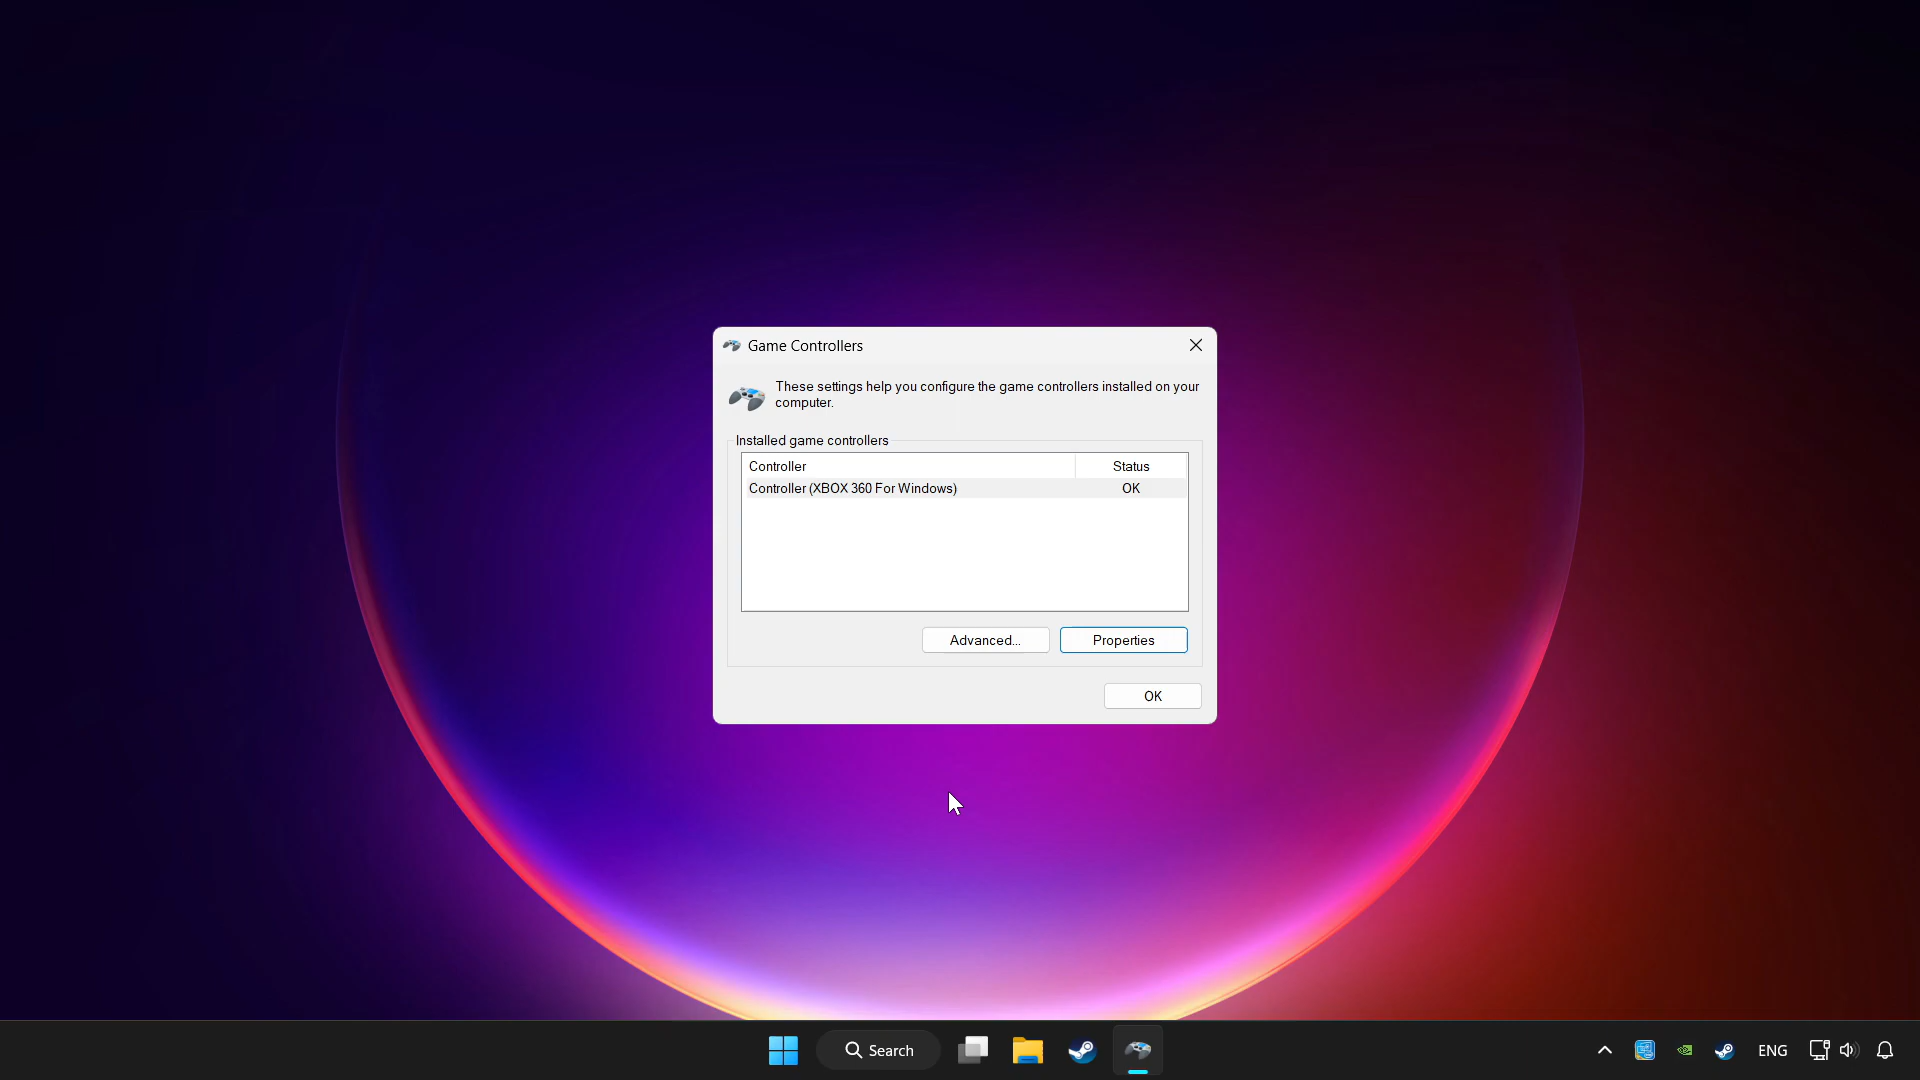 Game Controllers
These settings help you configure the game controllers installed on your
computer.
Installed game controllers
Controller Status
Controller (XBOX 360 For Windows) OK
Advanced... Properties
OK
Search ENG